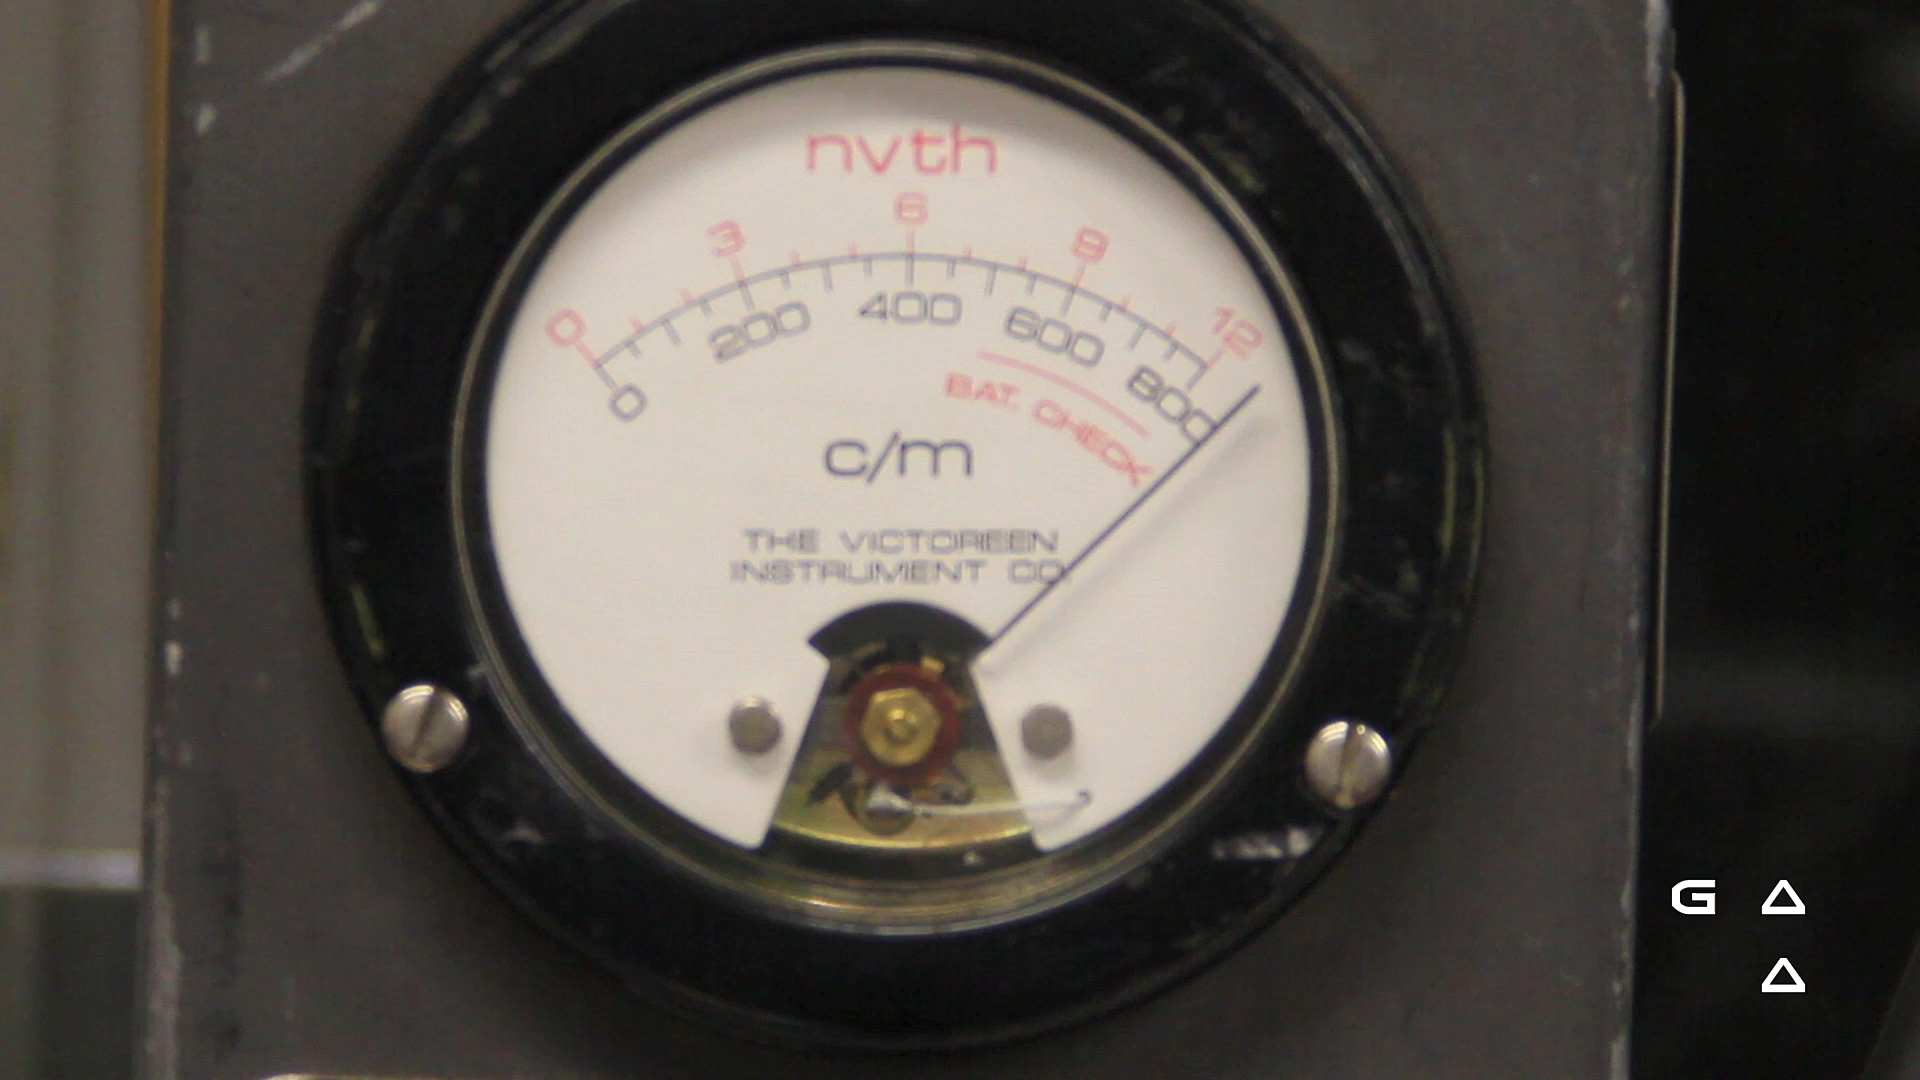 nvth
0 3 6 9 12
0 200 400 600 800
BAT. CHECK
c/m
THE VICTOREEN
INSTRUMENT CO.
G △
△